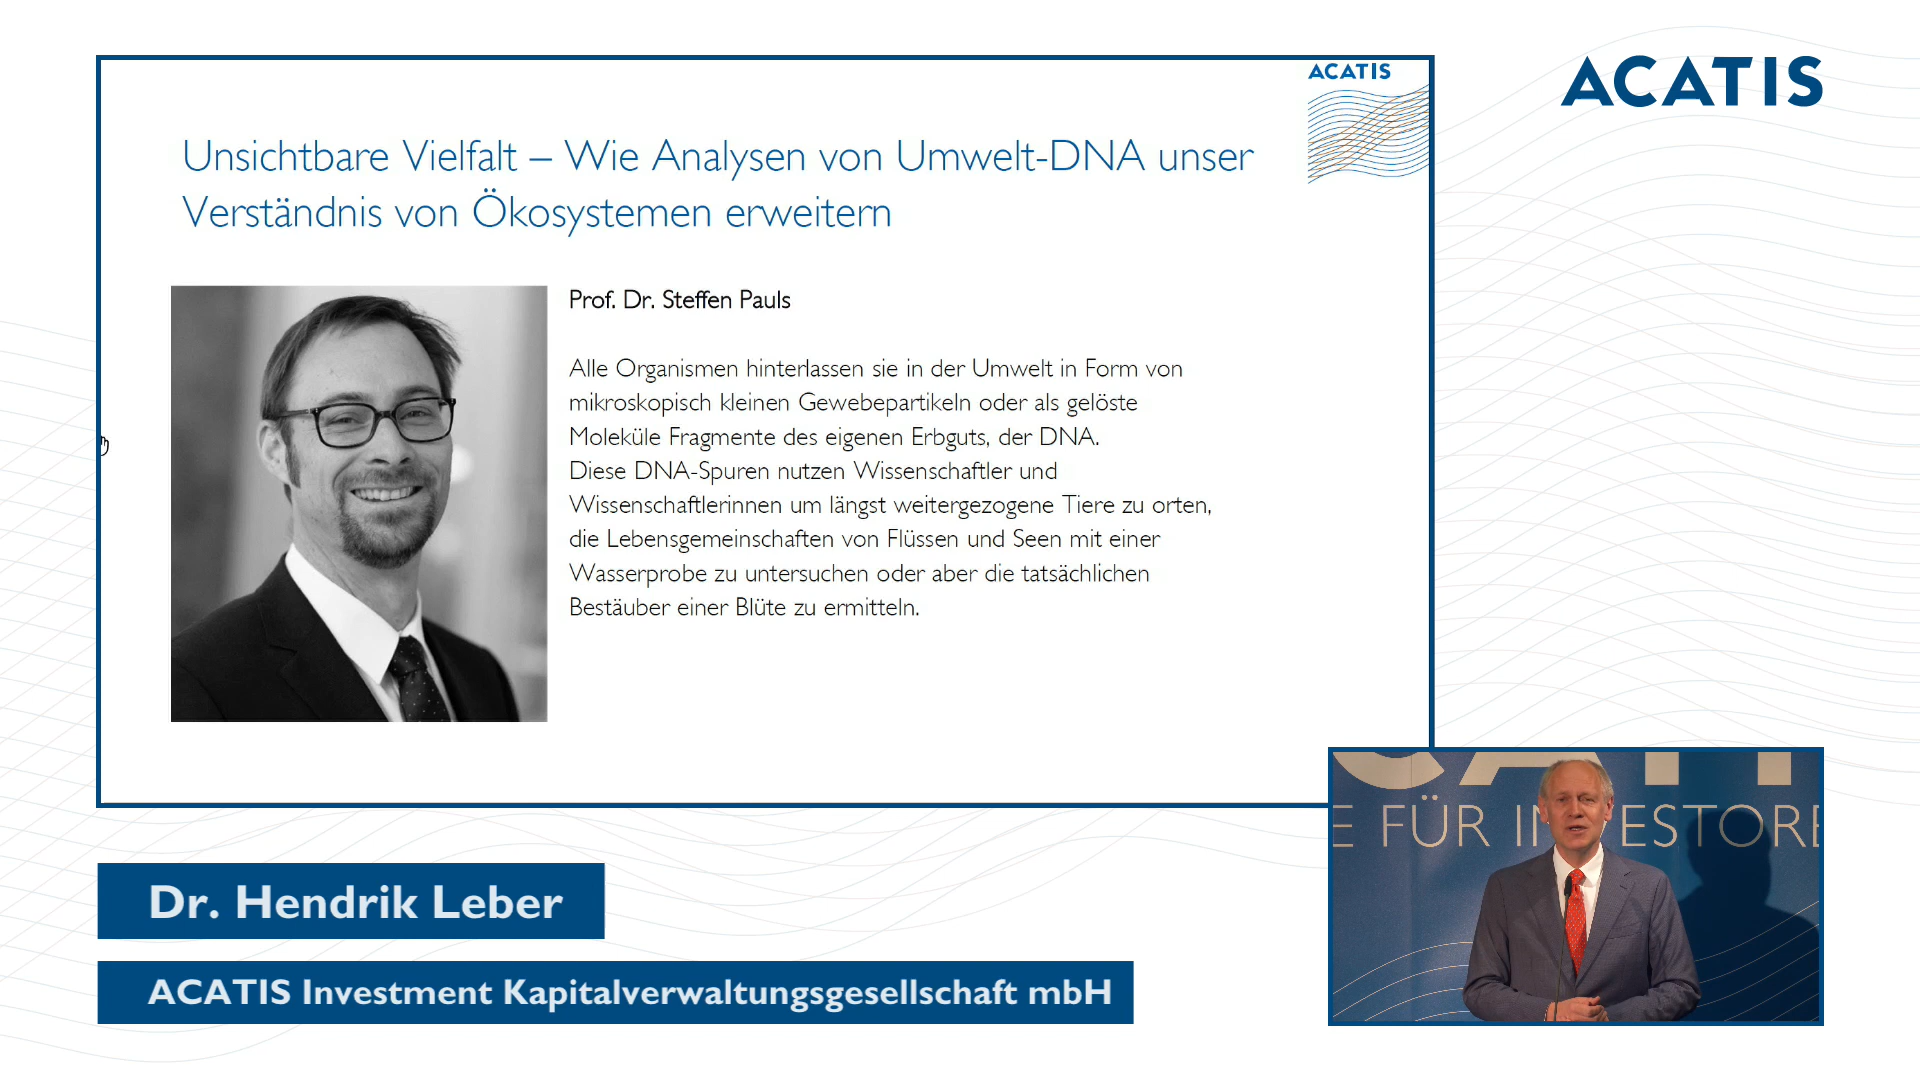 ACATIS
ACATIS
Unsichtbare Vielfalt – Wie Analysen von Umwelt-DNA unser
Verständnis von Ökosystemen erweitern
Prof. Dr. Steffen Pauls
Alle Organismen hinterlassen sie in der Umwelt in Form von
mikroskopisch kleinen Gewebepartikeln oder als gelöste
Moleküle Fragmente des eigenen Erbguts, der DNA.
Diese DNA-Spuren nutzen Wissenschaftler und
Wissenschaftlerinnen um längst weitergezogene Tiere zu orten,
die Lebensgemeinschaften von Flüssen und Seen mit einer
Wasserprobe zu untersuchen oder aber die tatsächlichen
Bestäuber einer Blüte zu ermitteln.
CATI
E FÜR IN ESTORE
Dr. Hendrik Leber
ACATIS Investment Kapitalverwaltungsgesellschaft mbH